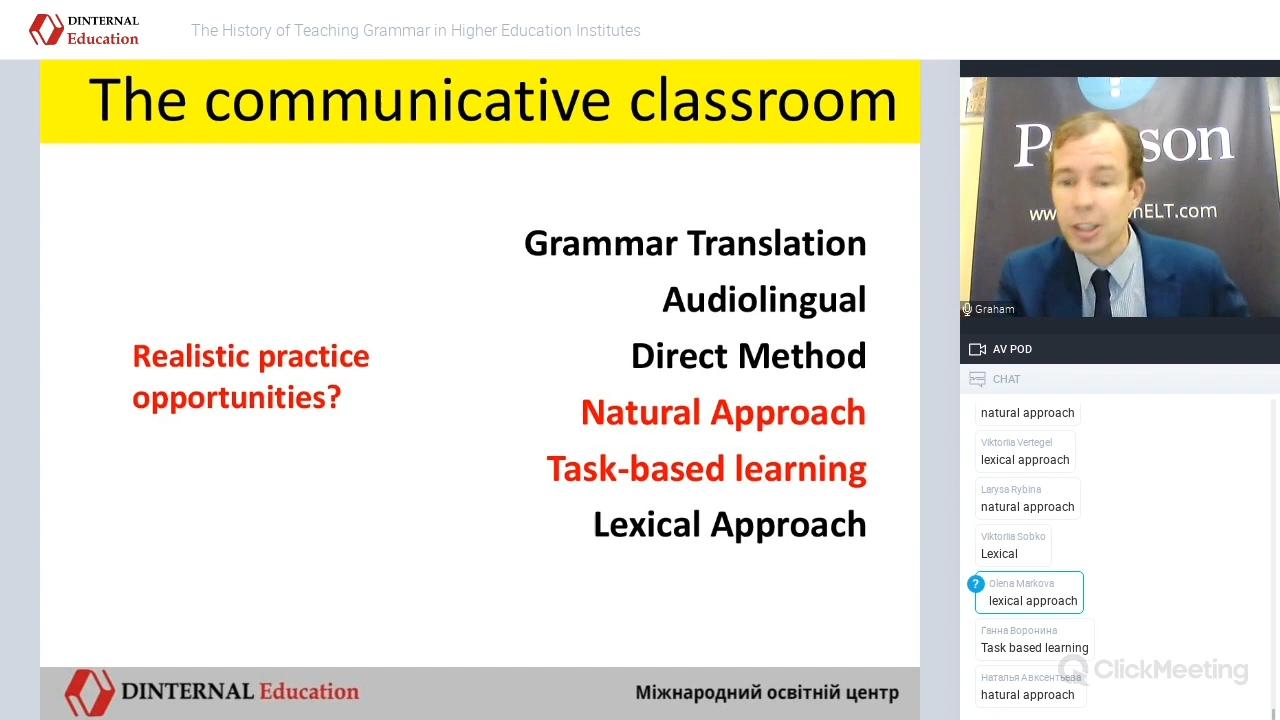 DINTERNAL
Education
The History of Teaching Grammar in Higher Education Institutes
The communicative classroom
Grammar Translation
Audiolingual
Direct Method
Natural Approach
Task-based learning
Lexical Approach
Realistic practice
opportunities?
DINTERNAL Education
Міжнародний освітній центр
Graham
AV POD
CHAT
natural approach
Viktoriia Vertegel
lexical approach
Larysa Rybina
natural approach
Viktoriia Sobko
Lexical
?
Olena Markova
lexical approach
Ганна Воронина
Task based learning
Наталья Авксентьева
hatural approach
ClickMeeting